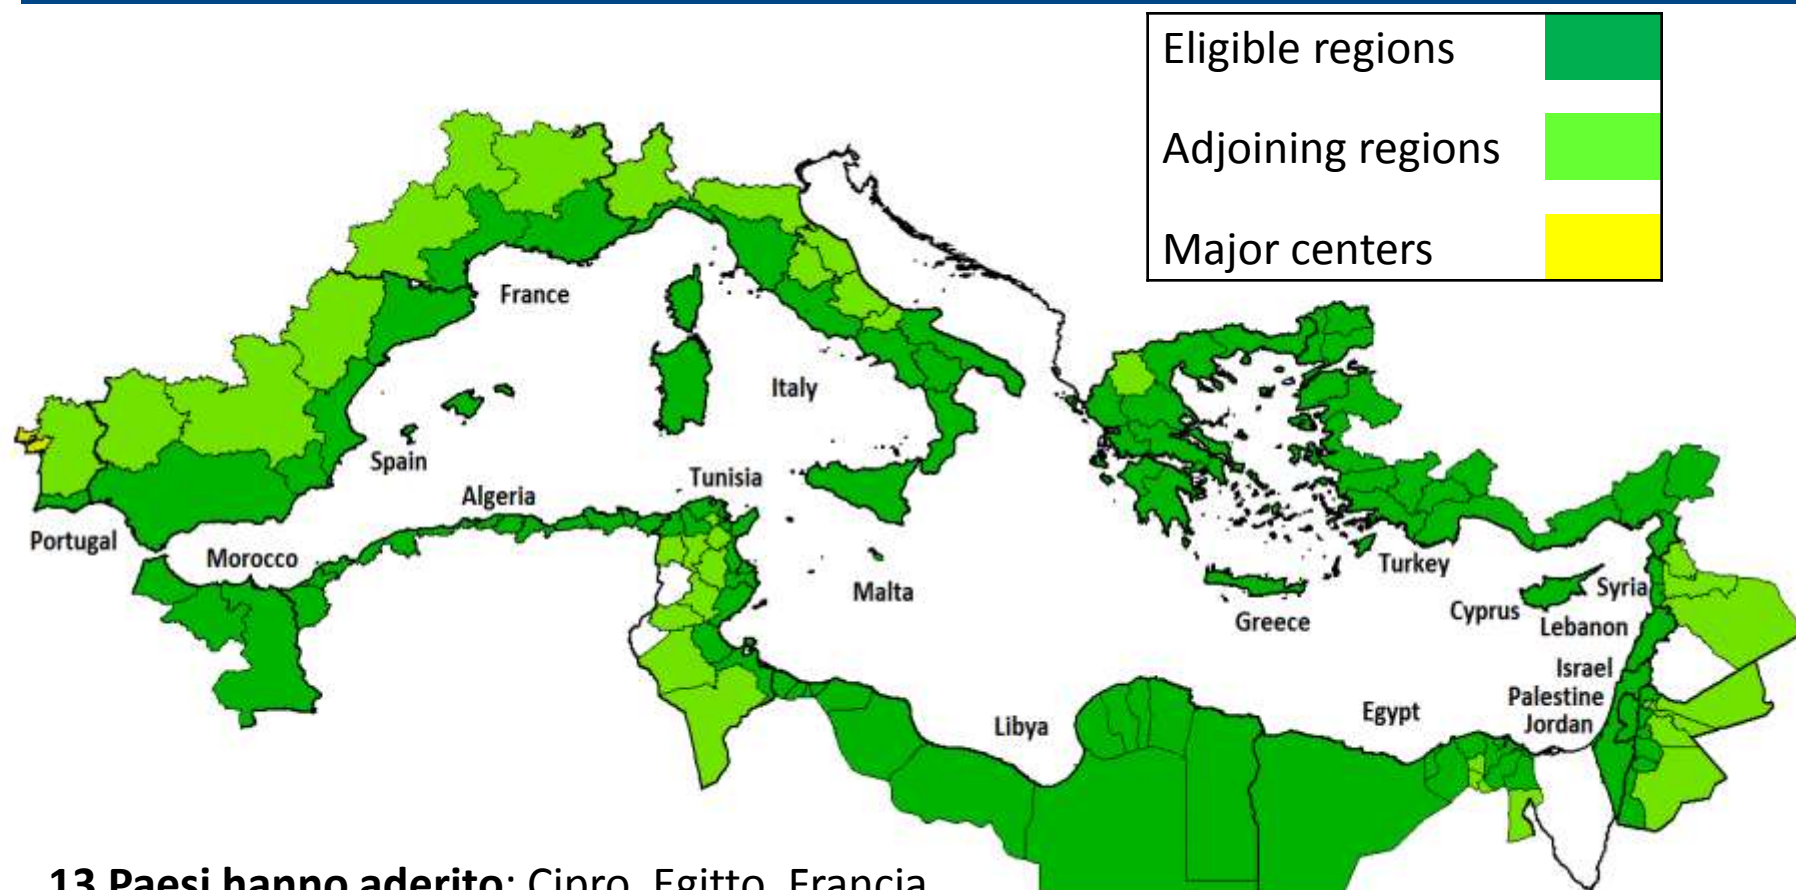 Eligible regions
Adjoining regions
Major centers
France
Italy
Spain
Tunisia
Algeria
Portugal
Morocco
Malta
Turkey
Greece
Cyprus
Syria
Lebanon
Israel
Palestine
Jordan
Libya
Egypt
13 Paesi hanno aderito: Cipro, Egitto, Francia